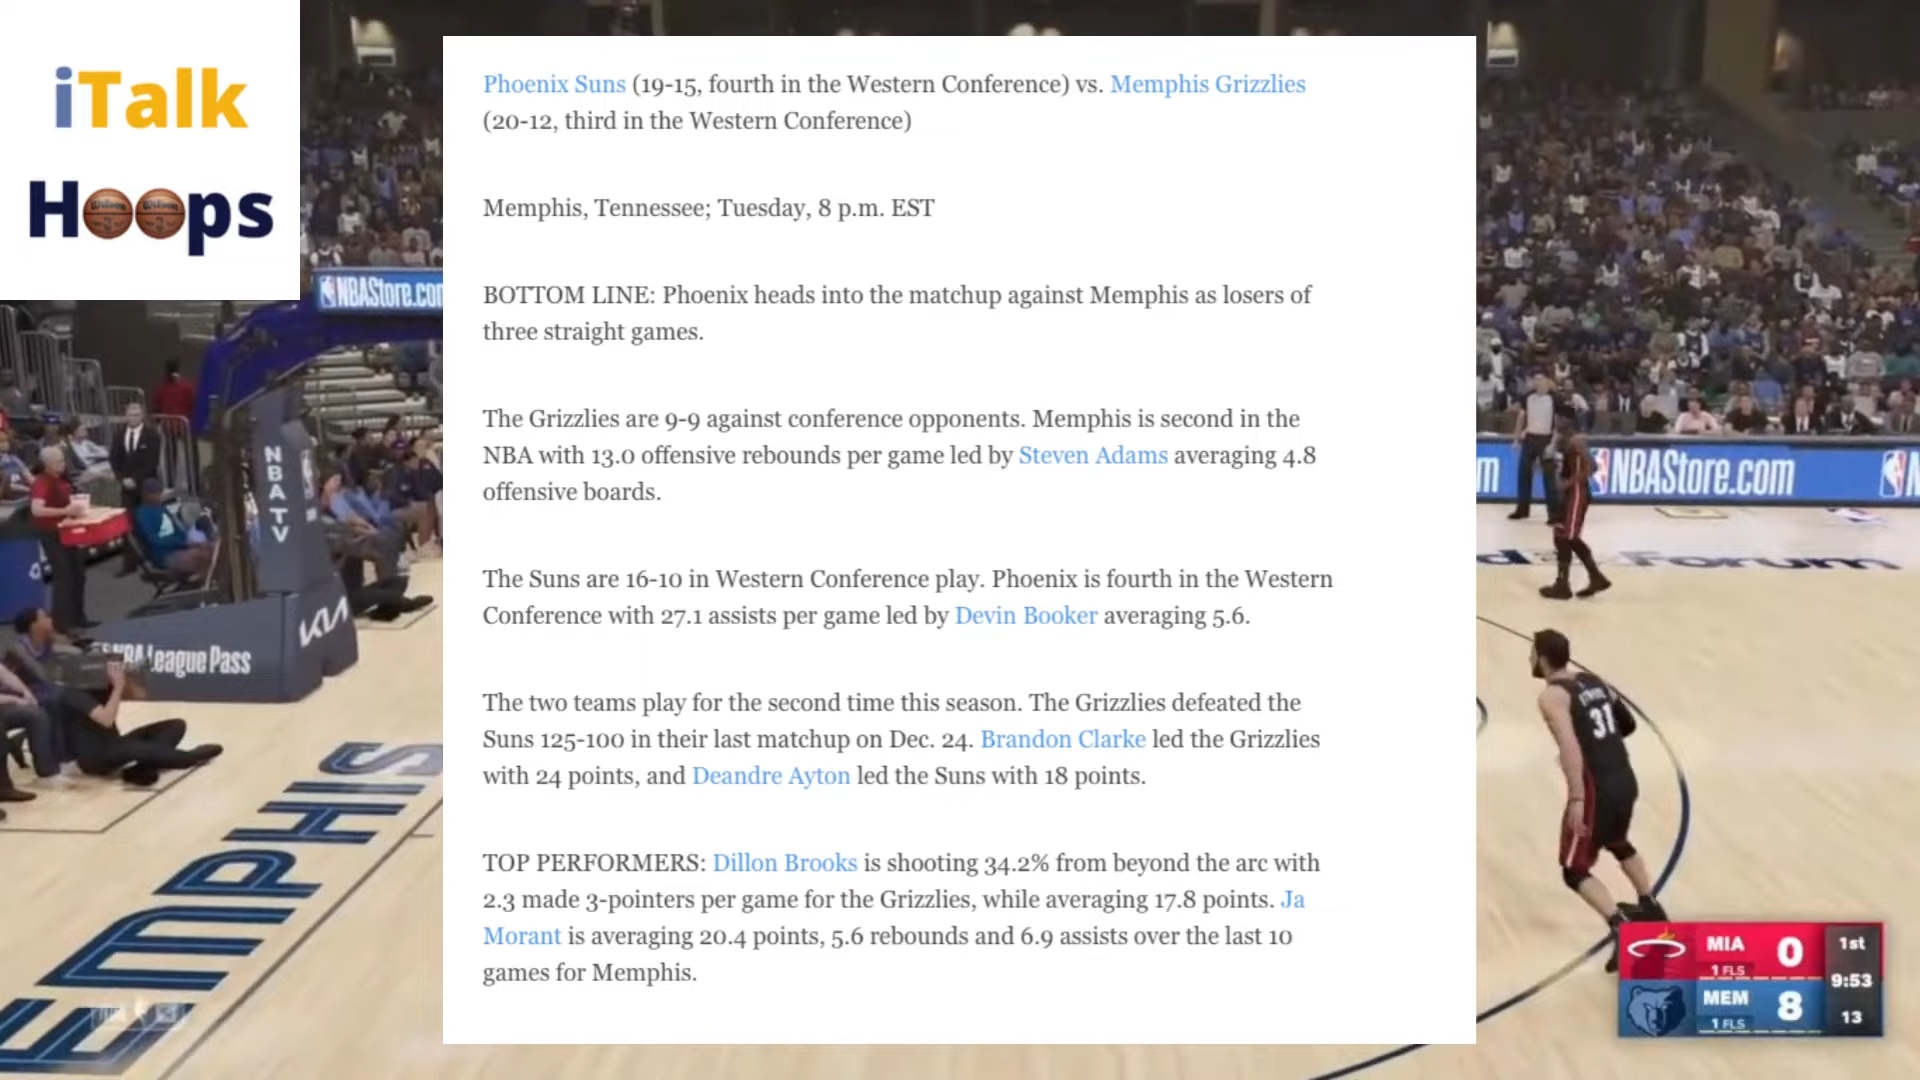 iTalk
Hoops
Phoenix Suns (19-15, fourth in the Western Conference) vs. Memphis Grizzlies
(20-12, third in the Western Conference)
Memphis, Tennessee; Tuesday, 8 p.m. EST
BOTTOM LINE: Phoenix heads into the matchup against Memphis as losers of
three straight games.
The Grizzlies are 9-9 against conference opponents. Memphis is second in the
NBA with 13.0 offensive rebounds per game led by Steven Adams averaging 4.8
offensive boards.
The Suns are 16-10 in Western Conference play. Phoenix is fourth in the Western
Conference with 27.1 assists per game led by Devin Booker averaging 5.6.
The two teams play for the second time this season. The Grizzlies defeated the
Suns 125-100 in their last matchup on Dec. 24. Brandon Clarke led the Grizzlies
with 24 points, and Deandre Ayton led the Suns with 18 points.
TOP PERFORMERS: Dillon Brooks is shooting 34.2% from beyond the arc with
2.3 made 3-pointers per game for the Grizzlies, while averaging 17.8 points. Ja
Morant is averaging 20.4 points, 5.6 rebounds and 6.9 assists over the last 10
games for Memphis.
NBAStore.com
NBA TV
KIA
NBA League Pass
EMPHIS
NBAStore.com
Forum
31
MIA 0 1st
1 FLS
9:53
MEM 8
1 FLS 13